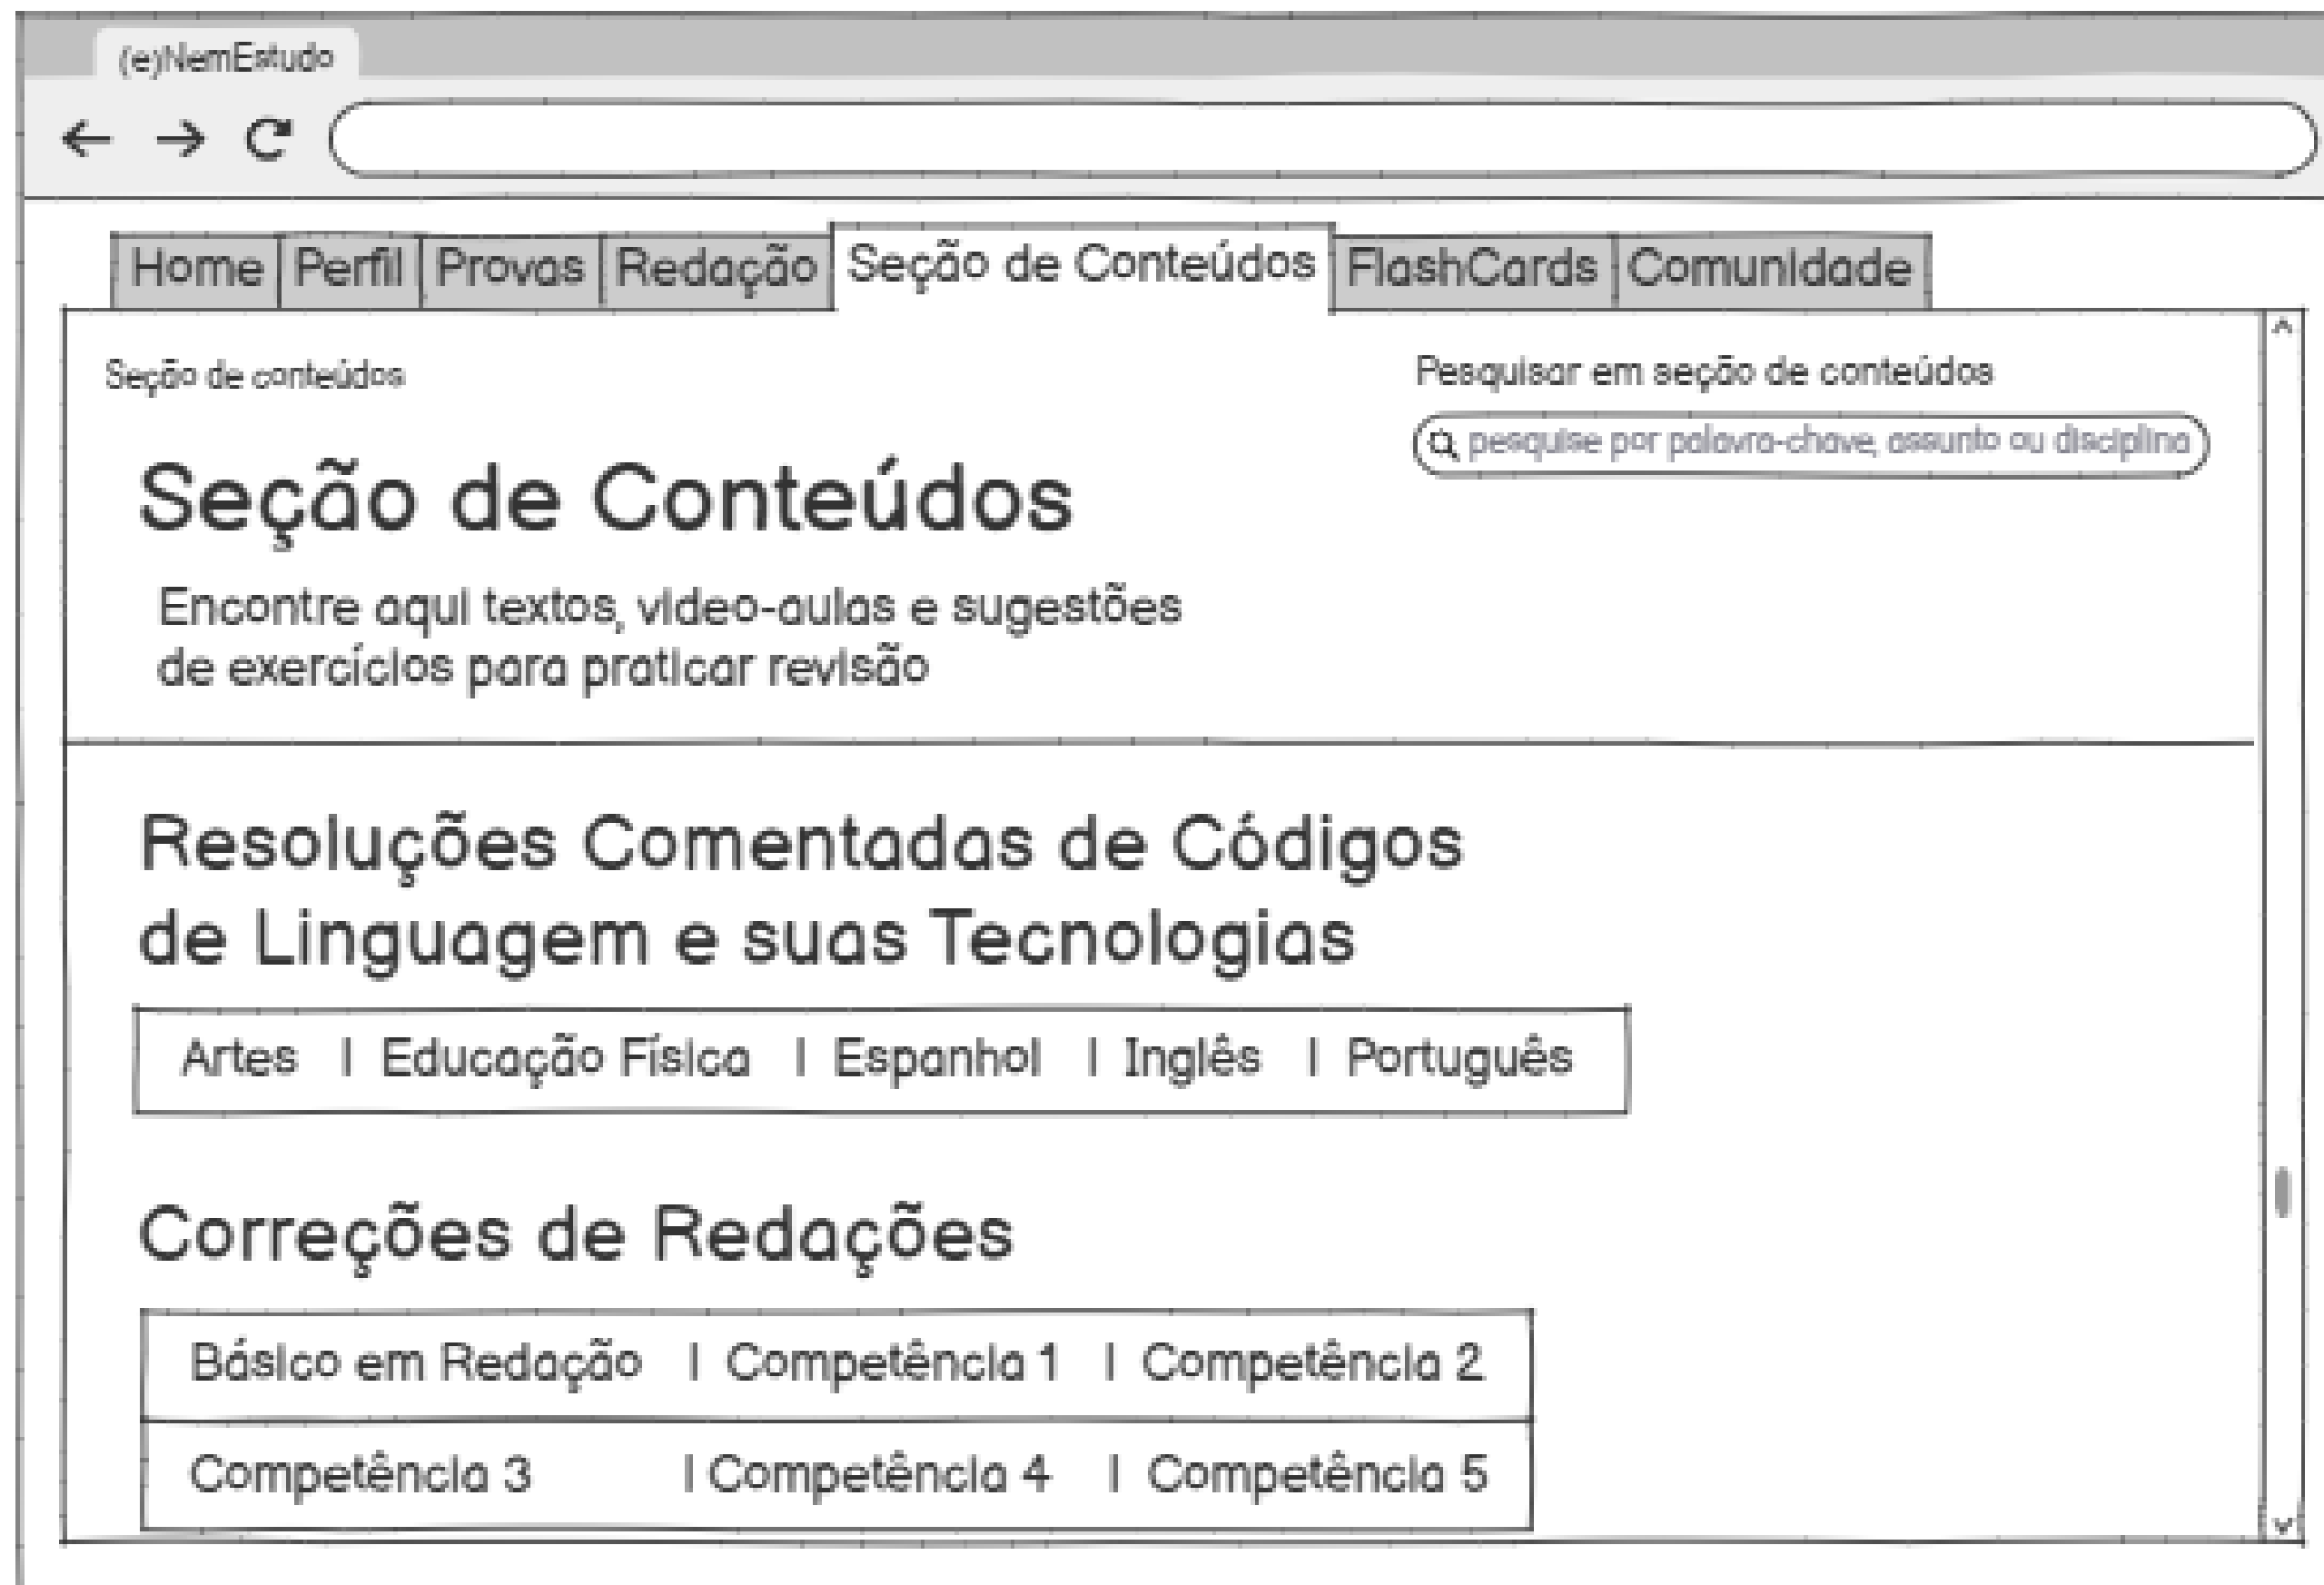 (e)NemEstudo
Home Perfil Provas Redação Seção de Conteúdos FlashCards Comunidade
Seção de conteúdos
Pesquisar em seção de conteúdos
pesquise por palavra-chave, assunto ou disciplina
Seção de Conteúdos
Encontre aqui textos, video-aulas e sugestões
de exercícios para praticar revisão
Resoluções Comentadas de Códigos
de Linguagem e suas Tecnologias
Artes | Educação Física | Espanhol | Inglês | Português
Correções de Redações
Básico em Redação | Competência 1 | Competência 2
Competência 3 | Competência 4 | Competência 5